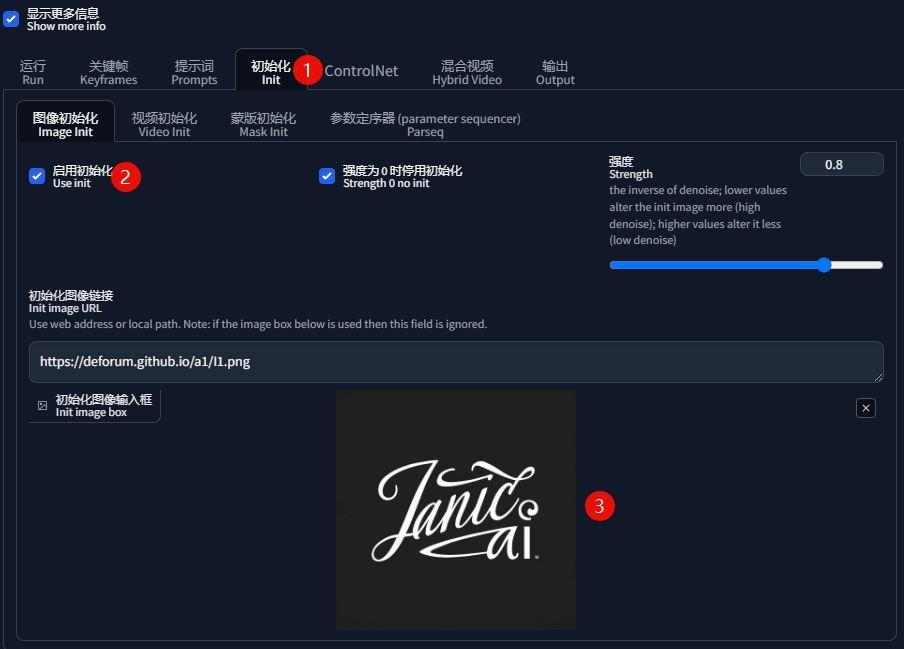 显示更多信息
Show more info
运行
Run
关键帧
Keyframes
提示词
Prompts
初始化
Init
1
ControlNet
混合视频
Hybrid Video
输出
Output
图像初始化
Image Init
视频初始化
Video Init
蒙版初始化
Mask Init
参数定序器 (parameter sequencer)
Parseq
启用初始化
Use init
2
强度为 0 时停用初始化
Strength 0 no init
强度
Strength
the inverse of denoise; lower values
alter the init image more (high
denoise); higher values alter it less
(low denoise)
0.8
初始化图像链接
Init image URL
Use web address or local path. Note: if the image box below is used then this field is ignored.
https://deforum.github.io/a1/I1.png
初始化图像输入框
Init image box
Janic
ai
3